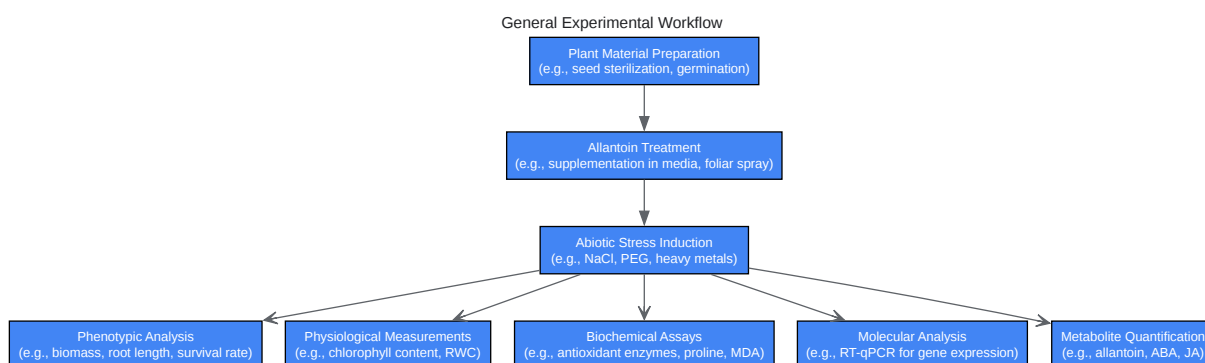 General Experimental Workflow
Plant Material Preparation
(e.g., seed sterilization, germination)
Allantoin Treatment
(e.g., supplementation in media, foliar spray)
Abiotic Stress Induction
(e.g., NaCl, PEG, heavy metals)
Phenotypic Analysis
(e.g., biomass, root length, survival rate)
Physiological Measurements
(e.g., chlorophyll content, RWC)
Biochemical Assays
(e.g., antioxidant enzymes, proline, MDA)
Molecular Analysis
(e.g., RT-qPCR for gene expression)
Metabolite Quantification
(e.g., allantoin, ABA, JA)